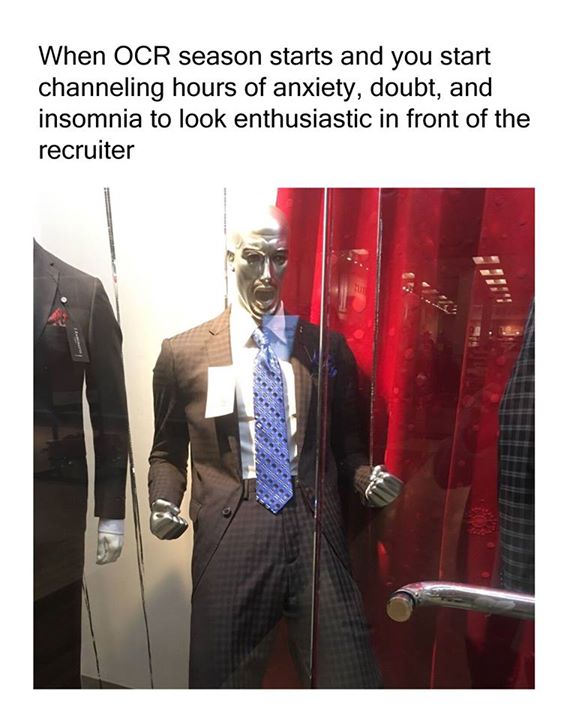 When OCR season starts and you start
channeling hours of anxiety, doubt, and
insomnia to look enthusiastic in front of the
recruiter